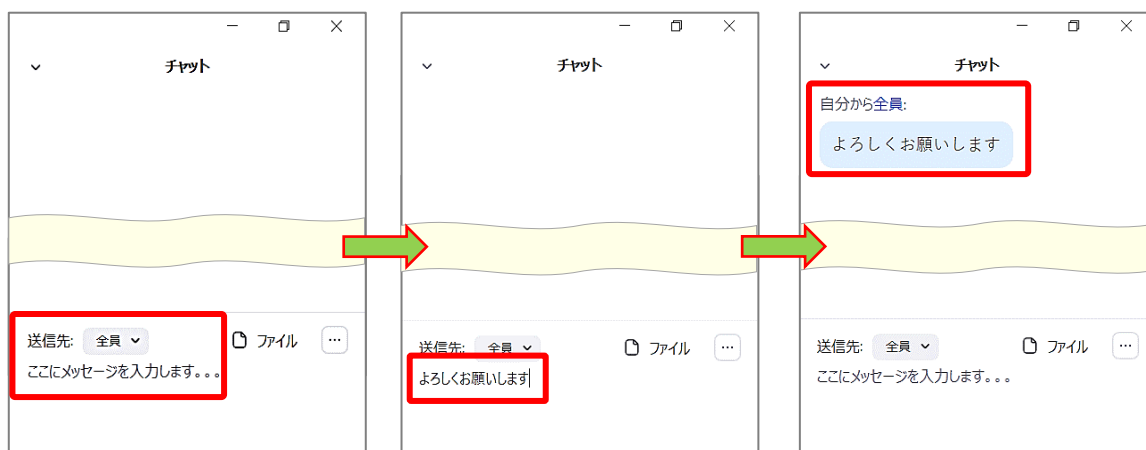 チャット
送信先: 全員
ファイル
ここにメッセージを入力します。。。
チャット
送信先: 全員
ファイル
よろしくお願いします
チャット
自分から全員:
よろしくお願いします
送信先: 全員
ファイル
ここにメッセージを入力します。。。